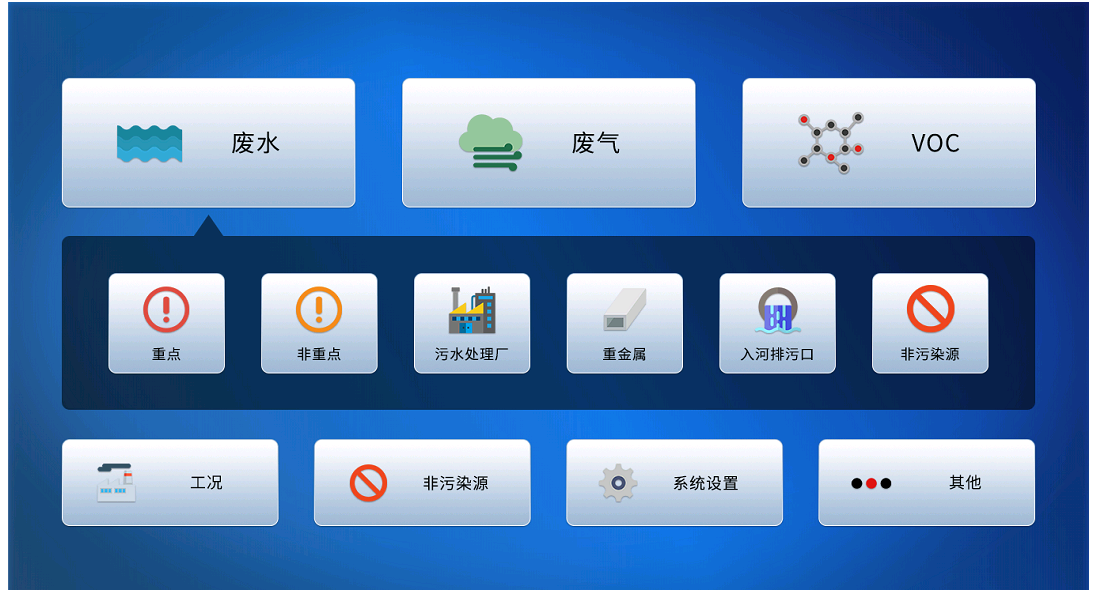 废水
废气
VOC
重点
非重点
污水处理厂
重金属
入河排污口
非污染源
工况
非污染源
系统设置
其他